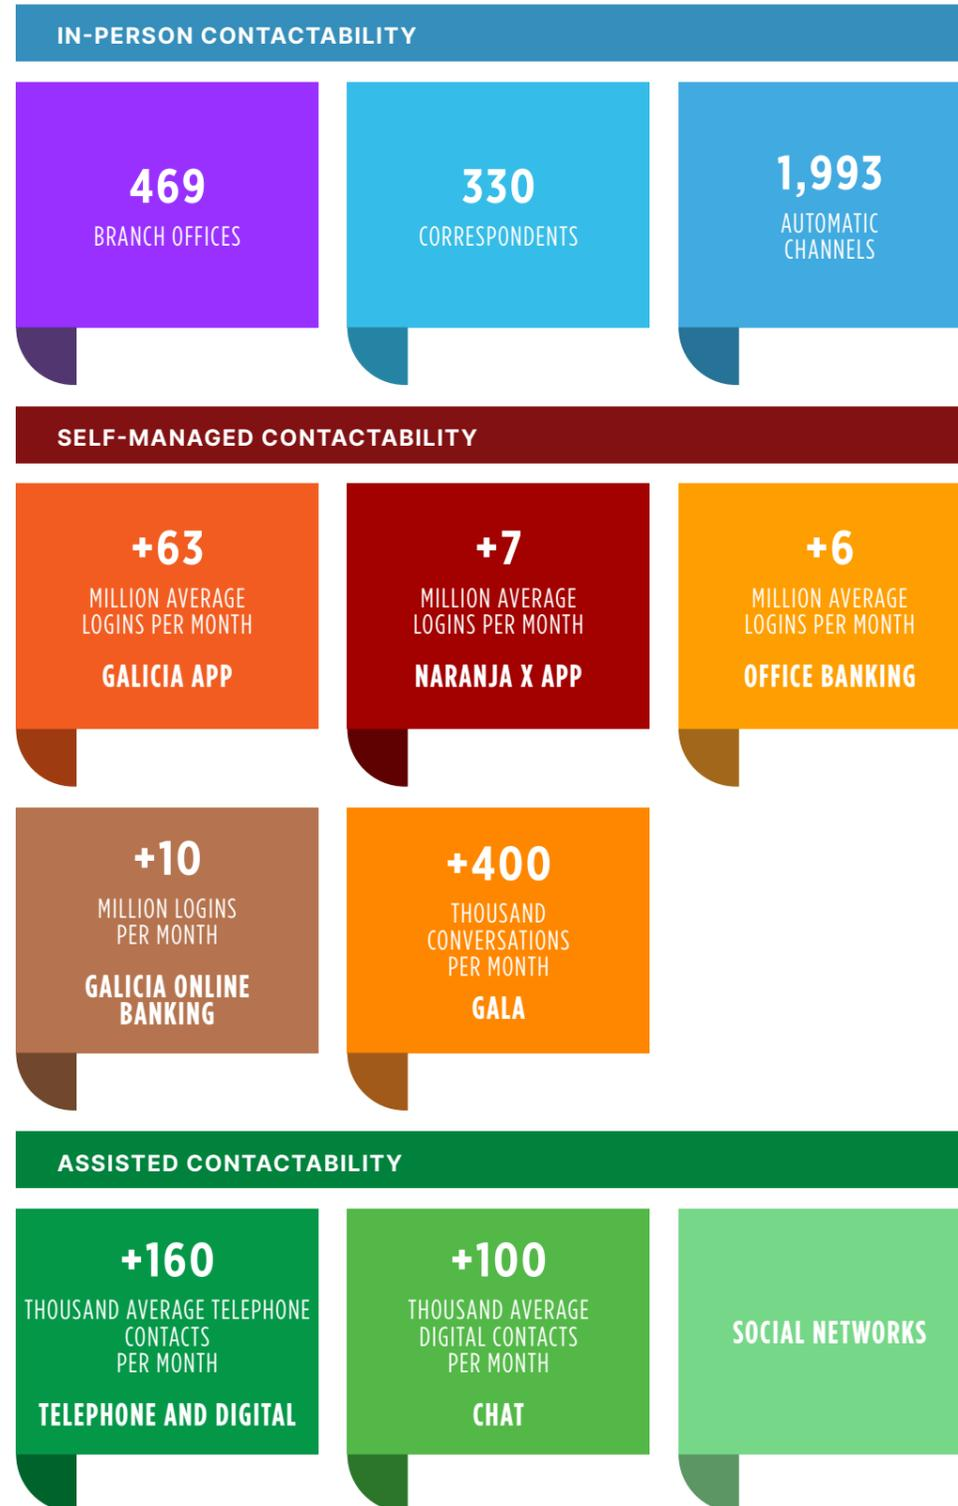 IN-PERSON CONTACTABILITY
469
BRANCH OFFICES
330
CORRESPONDENTS
1,993
AUTOMATIC
CHANNELS
SELF-MANAGED CONTACTABILITY
+63
MILLION AVERAGE
LOGINS PER MONTH
GALICIA APP
+7
MILLION AVERAGE
LOGINS PER MONTH
NARANJA X APP
+6
MILLION AVERAGE
LOGINS PER MONTH
OFFICE BANKING
+10
MILLION LOGINS
PER MONTH
GALICIA ONLINE
BANKING
+400
THOUSAND
CONVERSATIONS
PER MONTH
GALA
ASSISTED CONTACTABILITY
+160
THOUSAND AVERAGE TELEPHONE
CONTACTS
PER MONTH
TELEPHONE AND DIGITAL
+100
THOUSAND AVERAGE
DIGITAL CONTACTS
PER MONTH
CHAT
SOCIAL NETWORKS